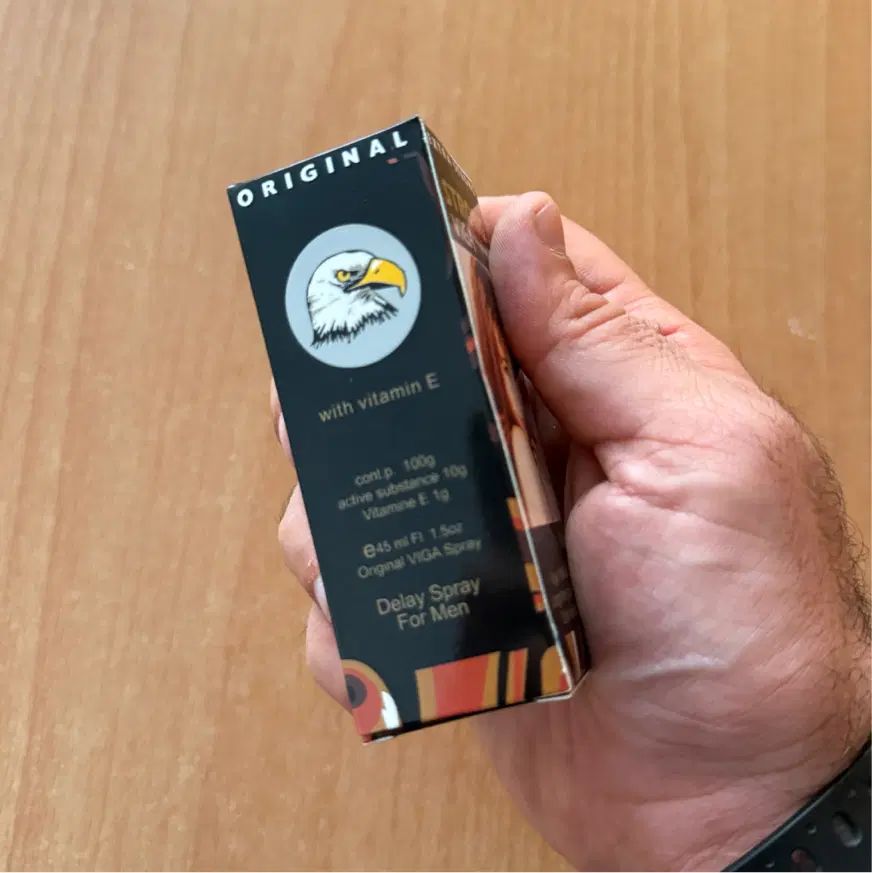 ORIGINAL
with vitamin E
cont.p. 100g
active substance 10g
Vitamine E 1g
e45 ml Fl. 1.5oz
Original VIGA Spray
Delay Spray
For Men